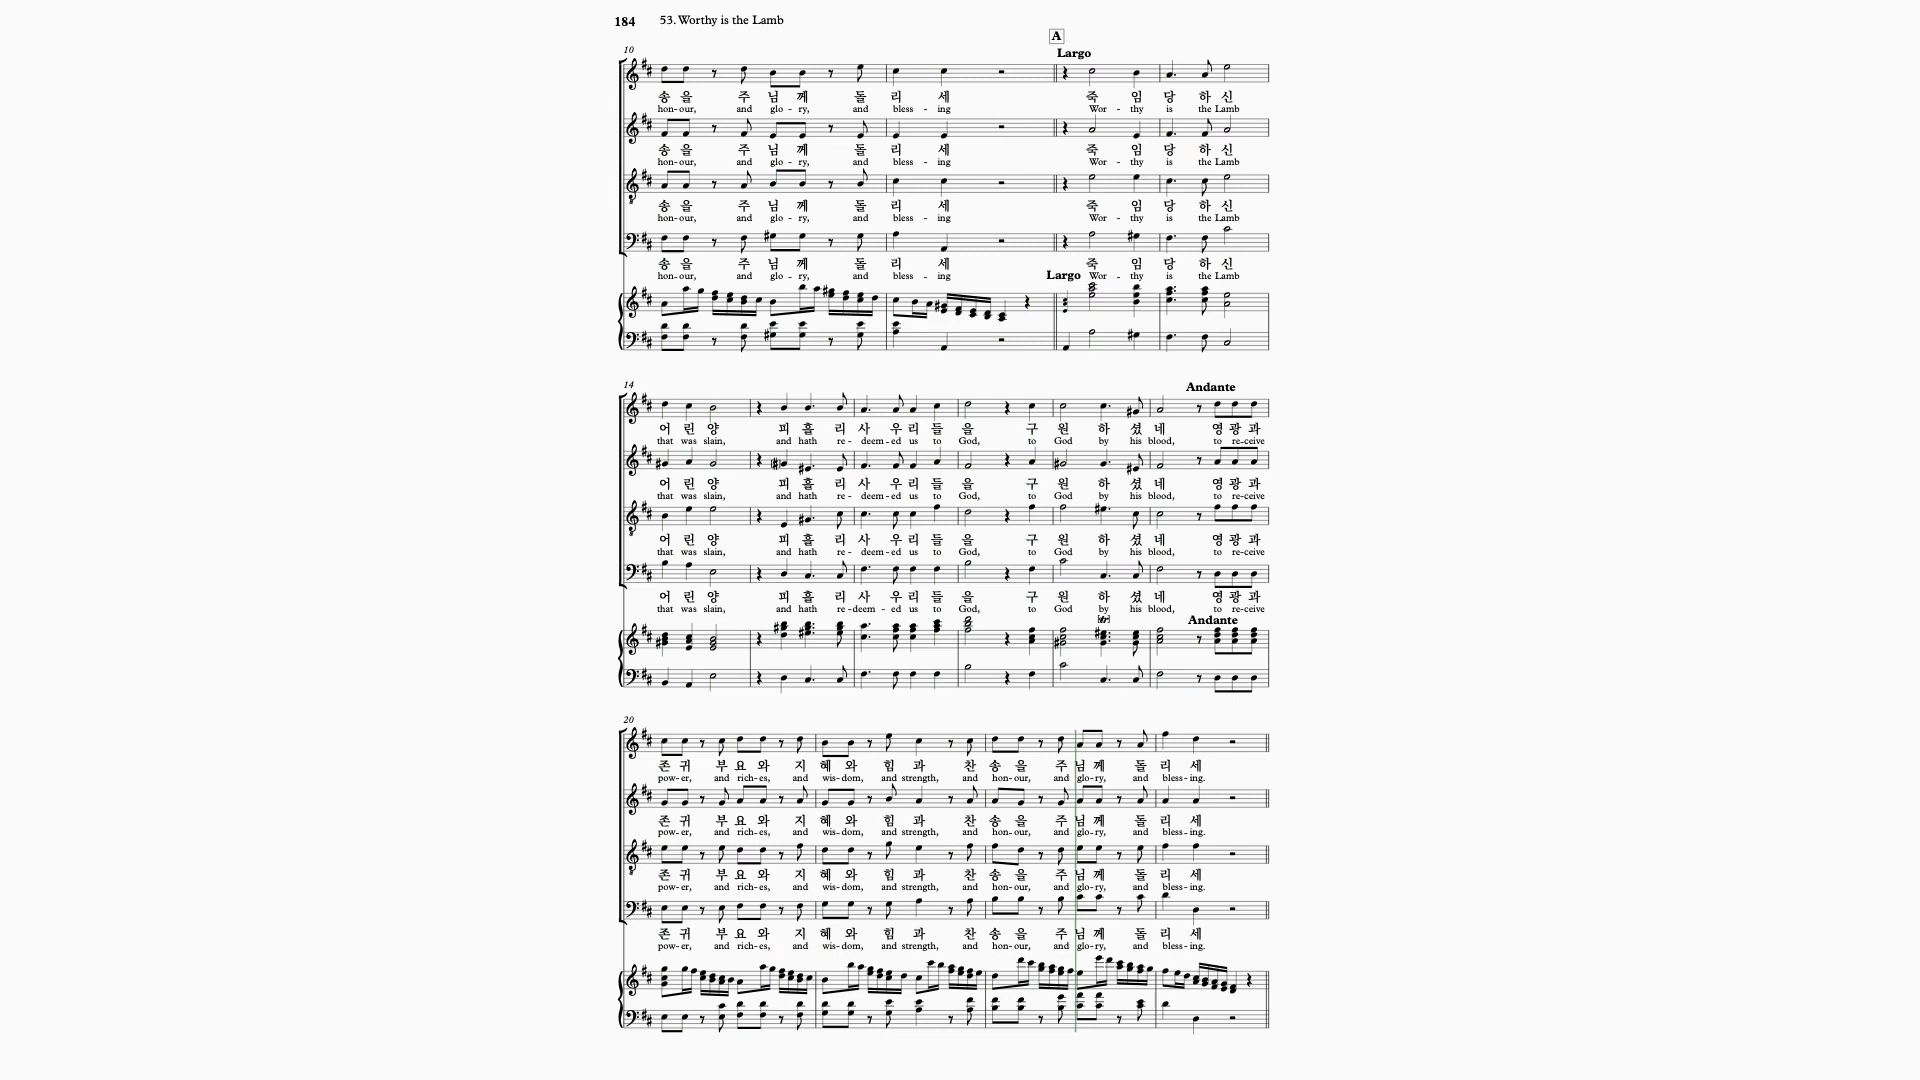 184 53. Worthy is the Lamb
A
10 Largo
송 을 주 님 께 돌 리 세 죽 임 당 하 신
hon-our, and glo-ry, and bless-ing Wor-thy is the Lamb
송 을 주 님 께 돌 리 세 죽 임 당 하 신
hon-our, and glo-ry, and bless-ing Wor-thy is the Lamb
송 을 주 님 께 돌 리 세 죽 임 당 하 신
hon-our, and glo-ry, and bless-ing Wor-thy is the Lamb
송 을 주 님 께 돌 리 세 죽 임 당 하 신
hon-our, and glo-ry, and bless-ing Wor-thy is the Lamb
Largo
14 Andante
어 린 양 피 흘 리 사 우 리 들 을 구 원 하 셨 네 영 광 과
that was slain, and hath re-deem-ed us to God, to God by his blood, to re-ceive
어 린 양 피 흘 리 사 우 리 들 을 구 원 하 셨 네 영 광 과
that was slain, and hath re-deem-ed us to God, to God by his blood, to re-ceive
어 린 양 피 흘 리 사 우 리 들 을 구 원 하 셨 네 영 광 과
that was slain, and hath re-deem-ed us to God, to God by his blood, to re-ceive
어 린 양 피 흘 리 사 우 리 들 을 구 원 하 셨 네 영 광 과
that was slain, and hath re-deem-ed us to God, to God by his blood, to re-ceive
Andante
20
존 귀 부 요 와 지 혜 와 힘 과 찬 송 을 주 님 께 돌 리 세
pow-er, and rich-es, and wis-dom, and strength, and hon-our, and glo-ry, and bless-ing.
존 귀 부 요 와 지 혜 와 힘 과 찬 송 을 주 님 께 돌 리 세
pow-er, and rich-es, and wis-dom, and strength, and hon-our, and glo-ry, and bless-ing.
존 귀 부 요 와 지 혜 와 힘 과 찬 송 을 주 님 께 돌 리 세
pow-er, and rich-es, and wis-dom, and strength, and hon-our, and glo-ry, and bless-ing.
존 귀 부 요 와 지 혜 와 힘 과 찬 송 을 주 님 께 돌 리 세
pow-er, and rich-es, and wis-dom, and strength, and hon-our, and glo-ry, and bless-ing.